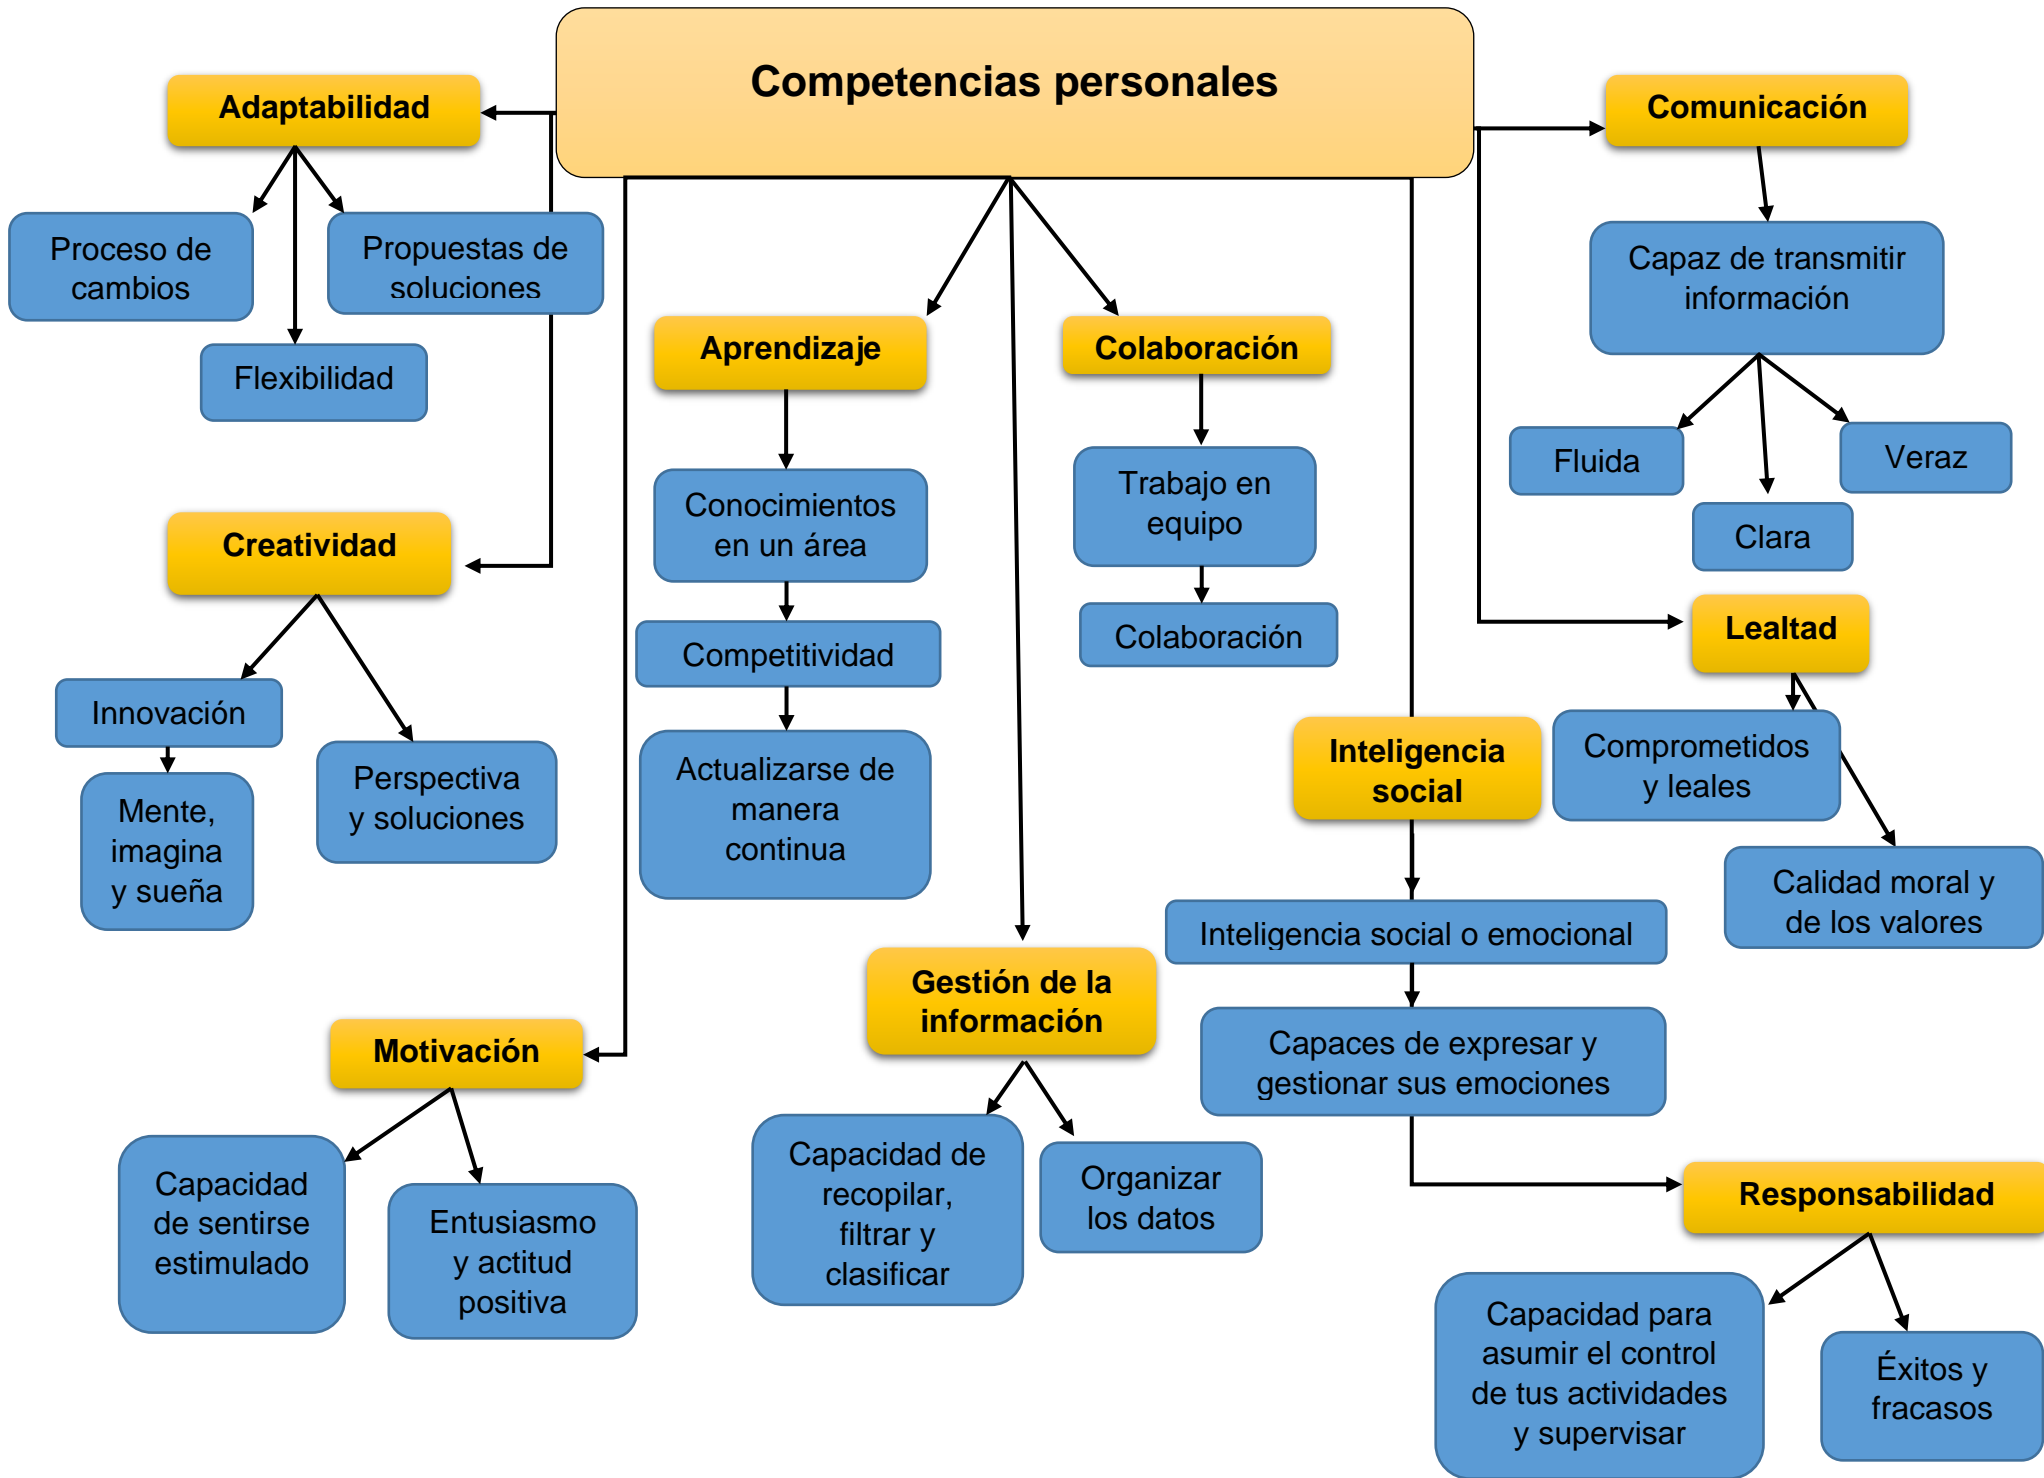 Competencias personales
Adaptabilidad
Proceso de
cambios
Propuestas de
soluciones
Flexibilidad
Creatividad
Innovación
Mente,
imagina
y sueña
Perspectiva
y soluciones
Motivación
Capacidad
de sentirse
estimulado
Entusiasmo
y actitud
positiva
Aprendizaje
Conocimientos
en un área
Competitividad
Actualizarse de
manera
continua
Colaboración
Trabajo en
equipo
Colaboración
Gestión de la
información
Capacidad de
recopilar,
filtrar y
clasificar
Organizar
los datos
Inteligencia
social
Inteligencia social o emocional
Capaces de expresar y
gestionar sus emociones
Comunicación
Capaz de transmitir
información
Fluida
Clara
Veraz
Lealtad
Comprometidos
y leales
Calidad moral y
de los valores
Responsabilidad
Capacidad para
asumir el control
de tus actividades
y supervisar
Éxitos y
fracasos